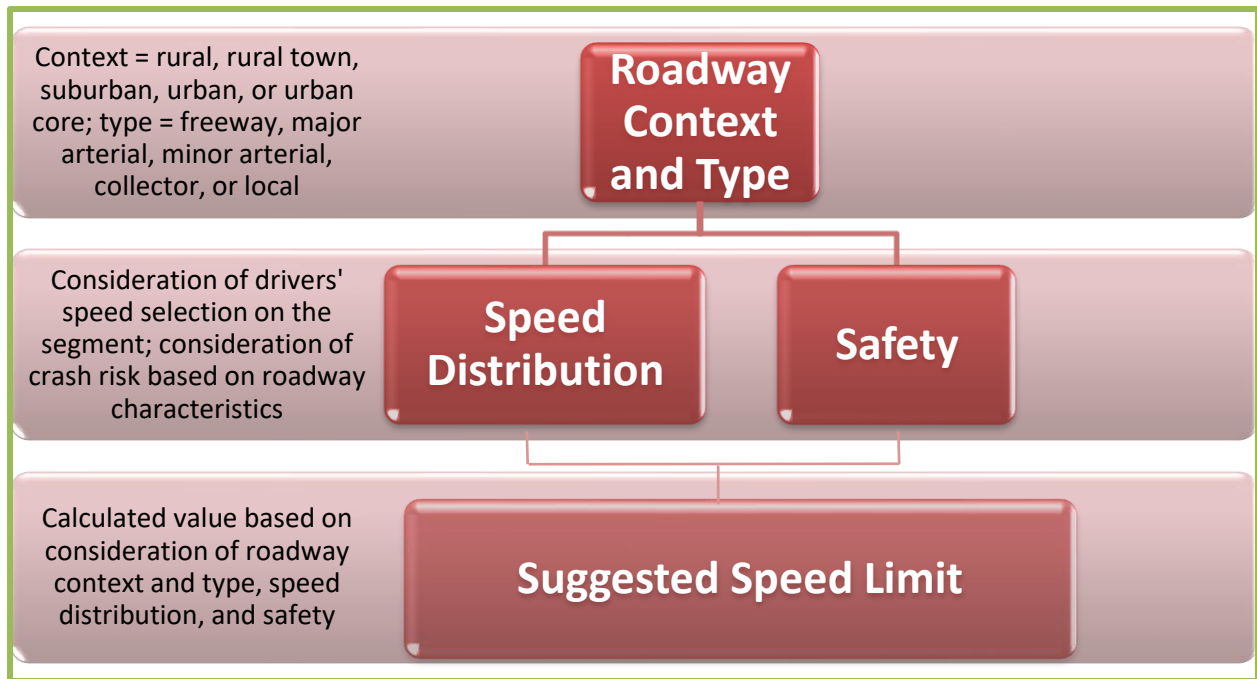 Context = rural, rural town,
suburban, urban, or urban
core; type = freeway, major
arterial, minor arterial,
collector, or local
Roadway
Context
and Type
Consideration of drivers'
speed selection on the
segment; consideration of
crash risk based on roadway
characteristics
Speed
Distribution
Safety
Calculated value based on
consideration of roadway
context and type, speed
distribution, and safety
Suggested Speed Limit